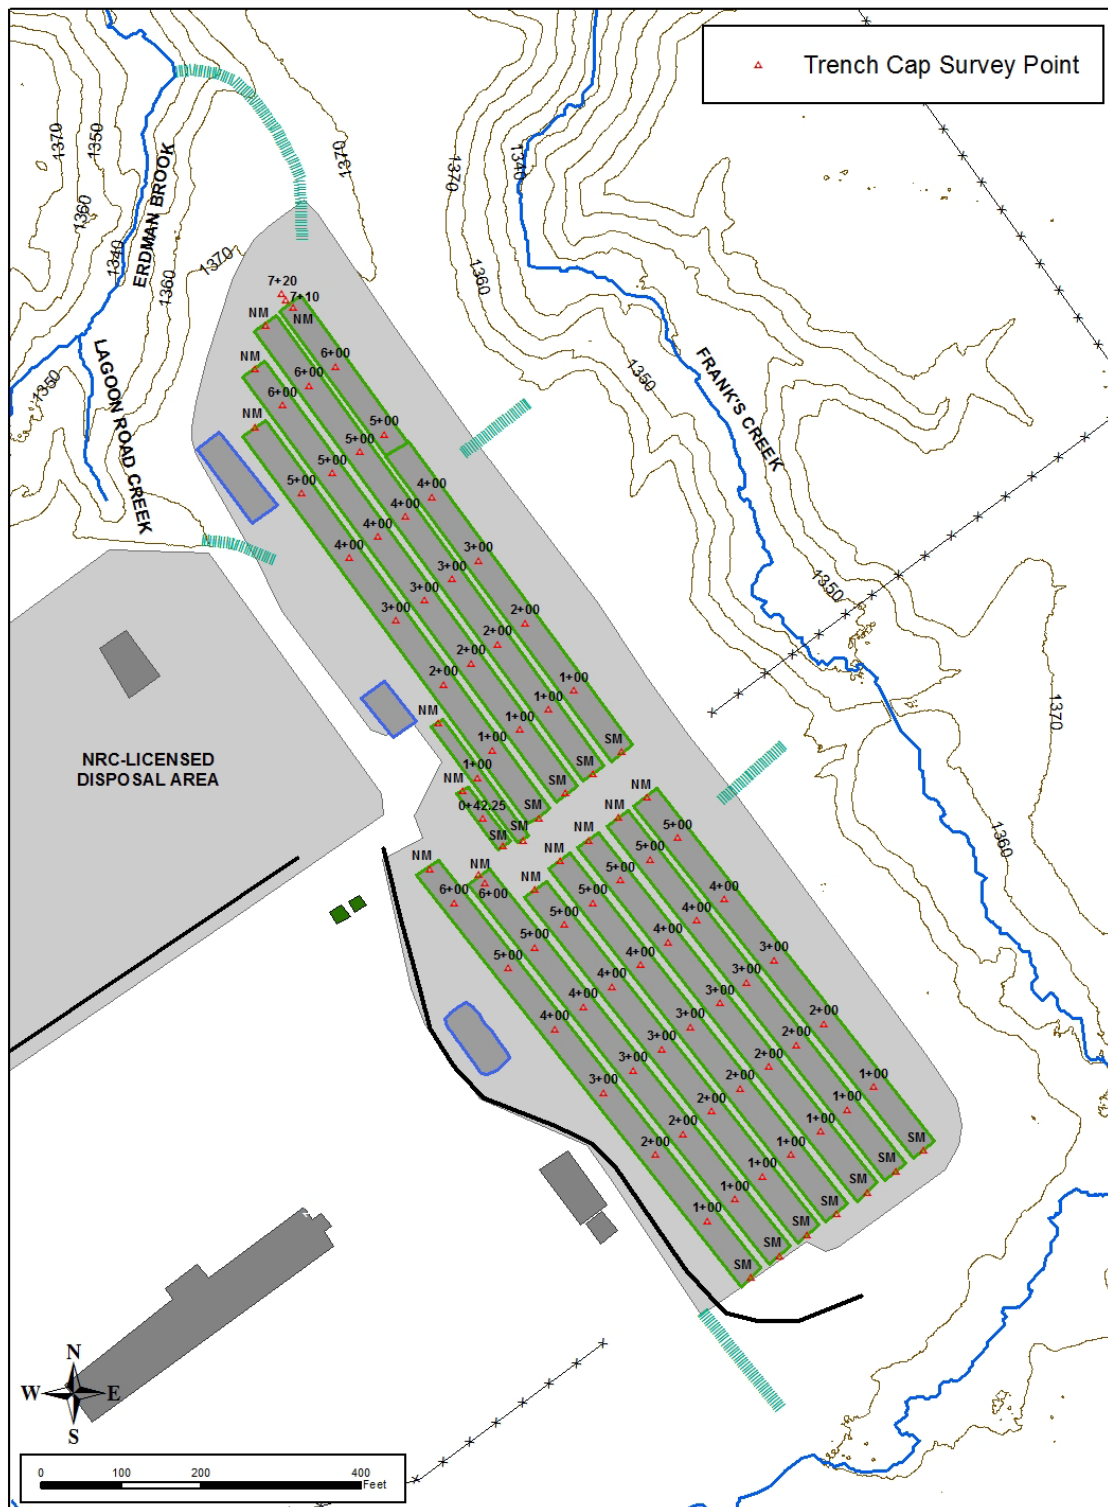 Trench Cap Survey Point
1370
1350
1360
1340
ERDMAN BROOK
1370
1360
1370
1370
1340
1360
1350
LAGOON ROAD CREEK
1350
FRANK'S CREEK
1350
1370
1360
7+20
7+10
NM
NM
6+00
NM
6+00
6+00
NM
5+00
5+00
5+00
5+00
4+00
4+00
4+00
4+00
3+00
3+00
3+00
3+00
2+00
2+00
2+00
2+00
1+00
1+00
1+00
1+00
NM
1+00
NM
0+42.25
SM
SM
SM
SM
SM
SM
NRC-LICENSED
DISPOSAL AREA
NM
NM
NM
NM
NM
NM
NM
6+00
6+00
5+00
5+00
5+00
5+00
5+00
5+00
5+00
4+00
4+00
4+00
4+00
4+00
4+00
4+00
3+00
3+00
3+00
3+00
3+00
3+00
3+00
2+00
2+00
2+00
2+00
2+00
2+00
2+00
1+00
1+00
1+00
1+00
1+00
1+00
1+00
SM
SM
SM
SM
SM
SM
SM
N
W E
S
0 100 200 400
Feet